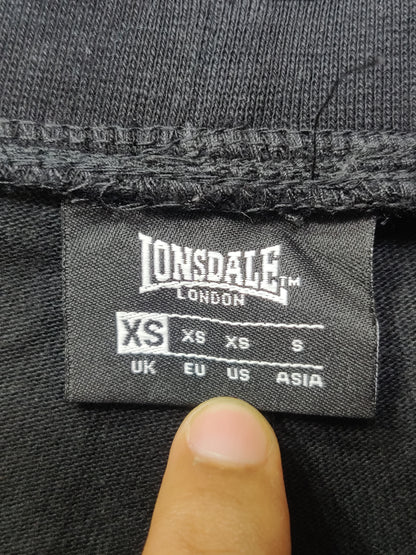 LONSDALE™
LONDON
XS XS XS S
UK EU US ASIA